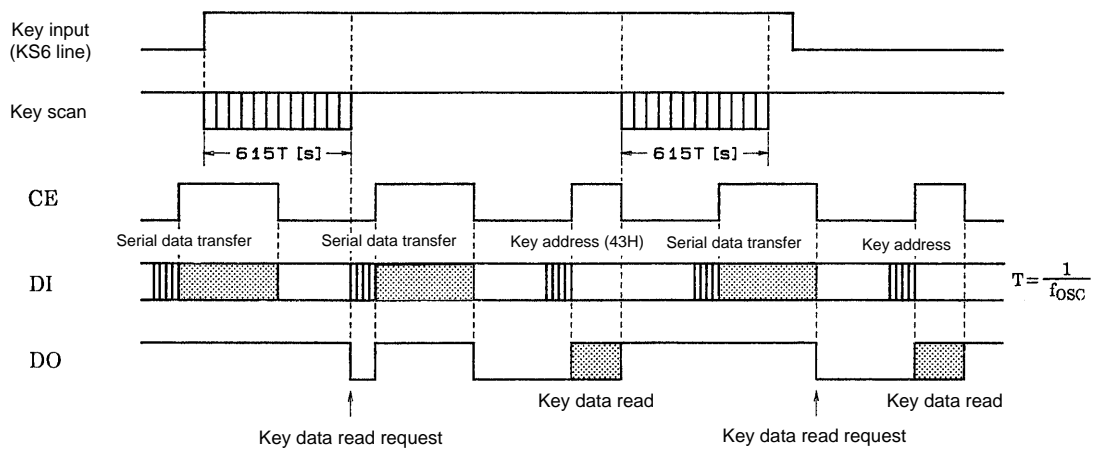 Key input
(KS6 line)
Key scan
615T [s]
615T [s]
CE
Serial data transfer
Serial data transfer
Key address (43H)
Serial data transfer
Key address
DI
T = 1/fOSC
DO
Key data read
Key data read
Key data read request
Key data read request